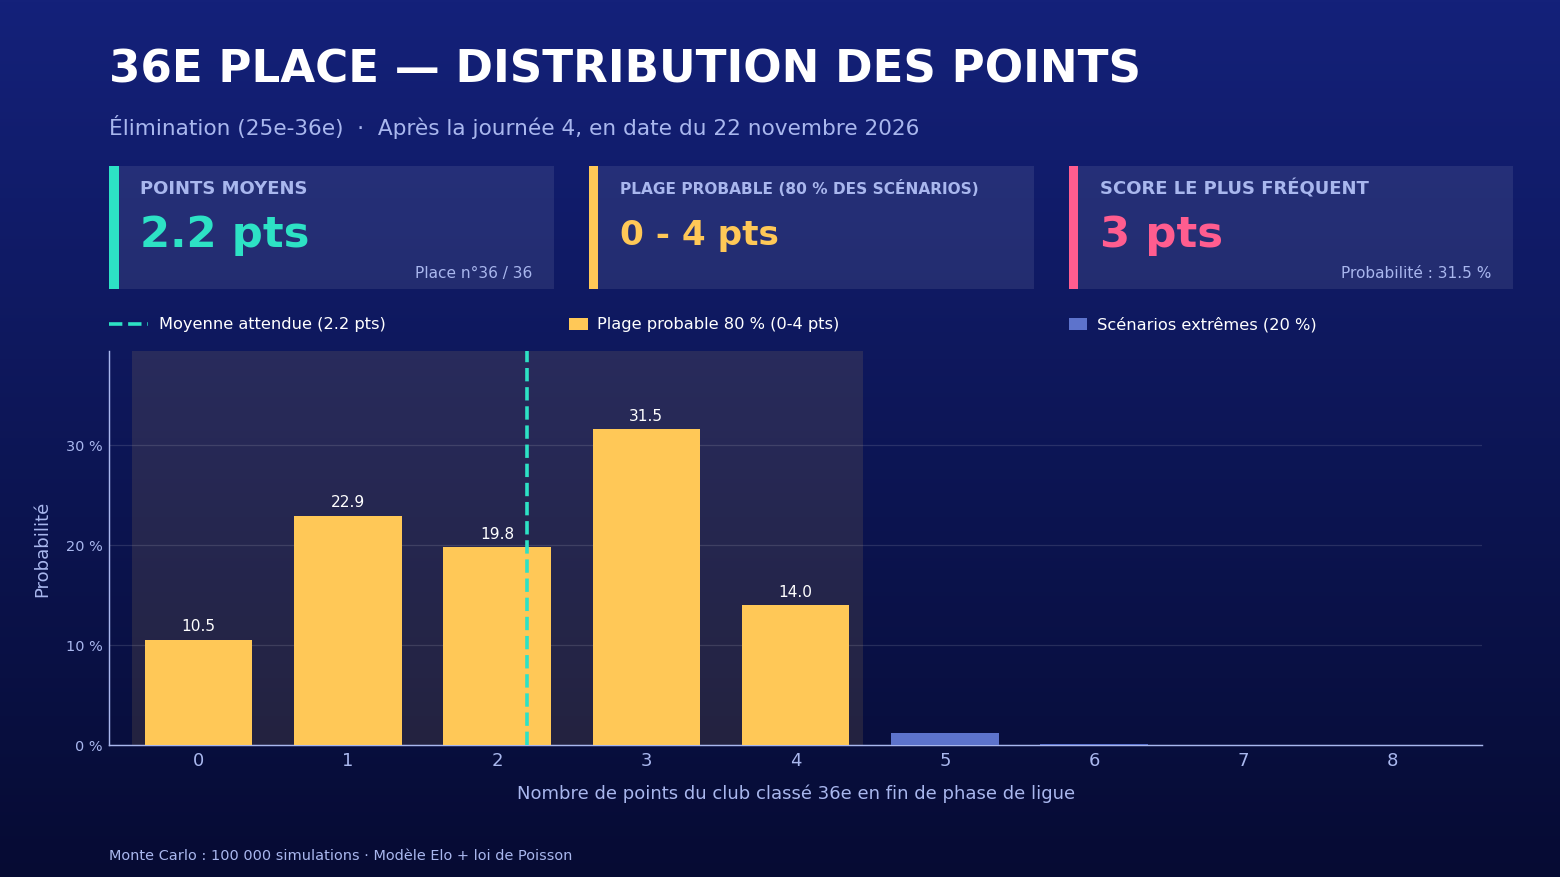 36E PLACE — DISTRIBUTION DES POINTS
Élimination (25e-36e)  ·  Après la journée 4, en date du 22 novembre 2026
POINTS MOYENS
2.2 pts
Place n°36 / 36
PLAGE PROBABLE (80 % DES SCÉNARIOS)
0 - 4 pts
SCORE LE PLUS FRÉQUENT
3 pts
Probabilité : 31.5 %
Moyenne attendue (2.2 pts)
Plage probable 80 % (0-4 pts)
Scénarios extrêmes (20 %)
Probabilité
30 %
20 %
10 %
0 %
10.5
22.9
19.8
31.5
14.0
0 1 2 3 4 5 6 7 8
Nombre de points du club classé 36e en fin de phase de ligue
Monte Carlo : 100 000 simulations · Modèle Elo + loi de Poisson